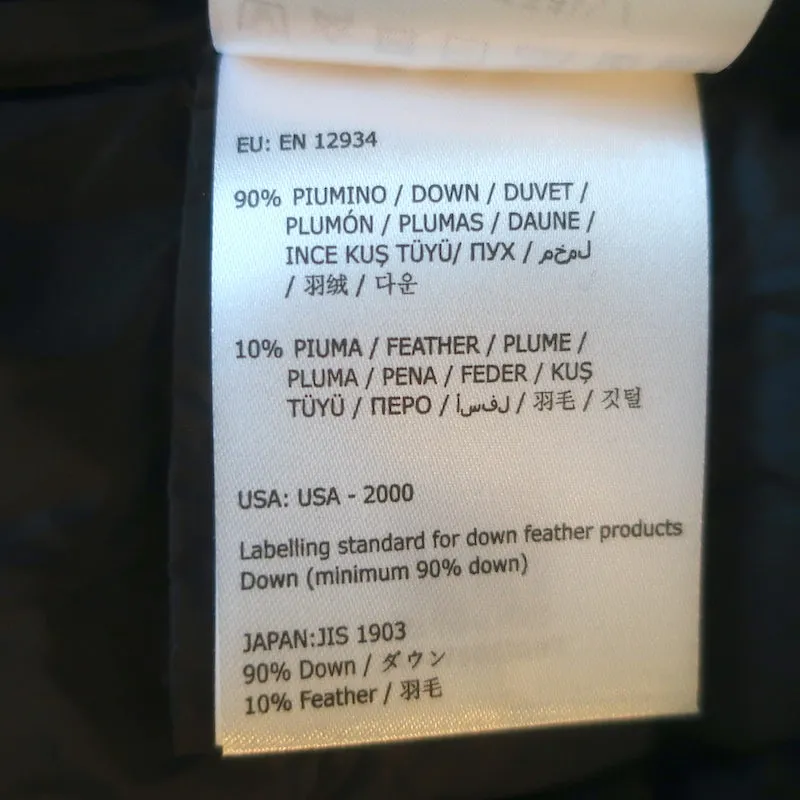 EU: EN 12934
90% PIUMINO / DOWN / DUVET /
PLUMÓN / PLUMAS / DAUNE /
INCE KUŞ TÜYÜ/ ПУХ / لمخمم
/ 羽绒 / 다운
10% PIUMA / FEATHER / PLUME /
PLUMA / PENA / FEDER / KUŞ
TÜYÜ / ПЕРО / لفسأ / 羽毛 / 깃털
USA: USA - 2000
Labelling standard for down feather products
Down (minimum 90% down)
JAPAN:JIS 1903
90% Down / ダウン
10% Feather / 羽毛